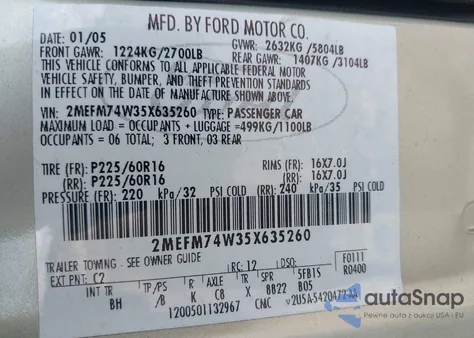 MFD. BY FORD MOTOR CO.
DATE: 01/05 GVWR: 2632KG/5804LB
FRONT GAWR: 1224KG/2700LB REAR GAWR: 1407KG/3104LB
THIS VEHICLE CONFORMS TO ALL APPLICABLE FEDERAL MOTOR
VEHICLE SAFETY, BUMPER, AND THEFT PREVENTION STANDARDS
IN EFFECT ON THE DATE OF MANUFACTURE SHOWN ABOVE.
VIN: 2MEFM74W35X635260 TYPE: PASSENGER CAR
MAXIMUM LOAD = OCCUPANTS + LUGGAGE =499KG/1100LB
OCCUPANTS = 06 TOTAL; 3 FRONT, 03 REAR
TIRE (FR): P225/60R16 RIMS (FR): 16X7.0J
(RR): P225/60R16 (RR): 16X7.0J
PRESSURE (FR): 220 kPa/32 PSI COLD (RR) 240 kPa/35 PSI COLD
2MEFM74W35X635260
TRAILER TOWING - SEE OWNER GUIDE F0111
EXT PNT: C2 RC: 12 DSO: R0400
INT TR TP/PS R AXLE TR SPR 5FB15
BH /B K C8 X 8822 B05
1200501132967 CNC
autoSnap
Pewne auto z aukcji w USA